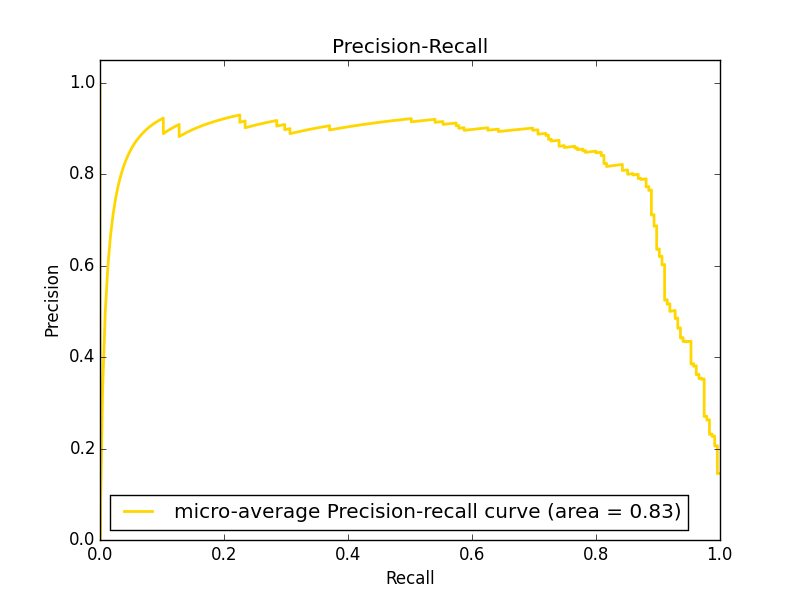 Precision-Recall
1.0
0.8
0.6
0.4
0.2
0.0
Precision
micro-average Precision-recall curve (area = 0.83)
0.0 0.2 0.4 0.6 0.8 1.0
Recall